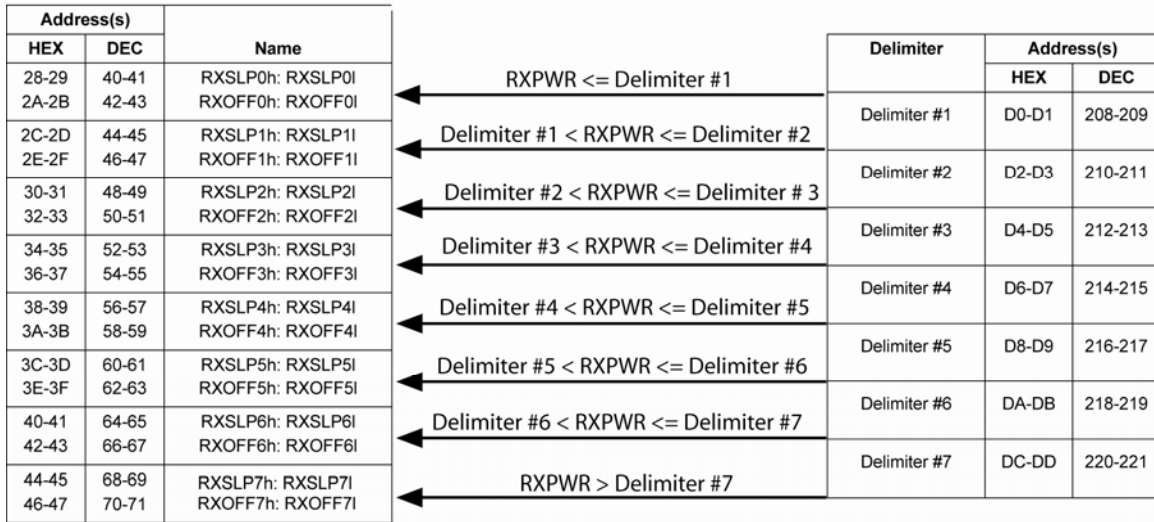 Address(s)
HEX DEC Name
28-29 40-41 RXSLP0h: RXSLP0l
2A-2B 42-43 RXOFF0h: RXOFF0l
2C-2D 44-45 RXSLP1h: RXSLP1l
2E-2F 46-47 RXOFF1h: RXOFF1l
30-31 48-49 RXSLP2h: RXSLP2l
32-33 50-51 RXOFF2h: RXOFF2l
34-35 52-53 RXSLP3h: RXSLP3l
36-37 54-55 RXOFF3h: RXOFF3l
38-39 56-57 RXSLP4h: RXSLP4l
3A-3B 58-59 RXOFF4h: RXOFF4l
3C-3D 60-61 RXSLP5h: RXSLP5l
3E-3F 62-63 RXOFF5h: RXOFF5l
40-41 64-65 RXSLP6h: RXSLP6l
42-43 66-67 RXOFF6h: RXOFF6l
44-45 68-69 RXSLP7h: RXSLP7l
46-47 70-71 RXOFF7h: RXOFF7l
RXPWR <= Delimiter #1
Delimiter #1 < RXPWR <= Delimiter #2
Delimiter #2 < RXPWR <= Delimiter # 3
Delimiter #3 < RXPWR <= Delimiter #4
Delimiter #4 < RXPWR <= Delimiter #5
Delimiter #5 < RXPWR <= Delimiter #6
Delimiter #6 < RXPWR <= Delimiter #7
RXPWR > Delimiter #7
Delimiter Address(s)
HEX DEC
Delimiter #1 D0-D1 208-209
Delimiter #2 D2-D3 210-211
Delimiter #3 D4-D5 212-213
Delimiter #4 D6-D7 214-215
Delimiter #5 D8-D9 216-217
Delimiter #6 DA-DB 218-219
Delimiter #7 DC-DD 220-221